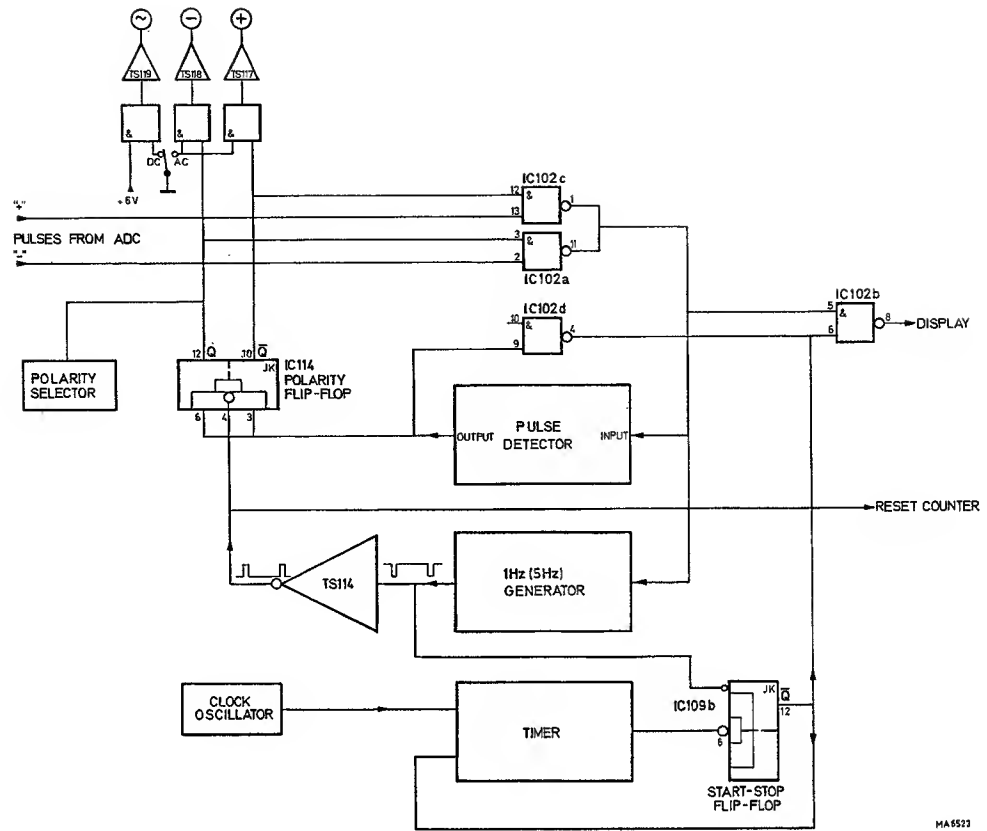 ~ − +
TS119 TS118 TS117
& & &
DC AC
+6V
IC102c
12 & 1
13
"+"
PULSES FROM ADC
3 & 11
"-"
2
IC102a
IC102d
10 & 4
9
IC102b
5 & 8
6
DISPLAY
12 Q 10 Q̅
JK
IC114
POLARITY
FLIP-FLOP
6 4 3
POLARITY
SELECTOR
OUTPUT PULSE DETECTOR INPUT
RESET COUNTER
TS114
1Hz (5Hz)
GENERATOR
CLOCK
OSCILLATOR
TIMER
IC109b
JK Q̅
12
6
START-STOP
FLIP-FLOP
MA6523